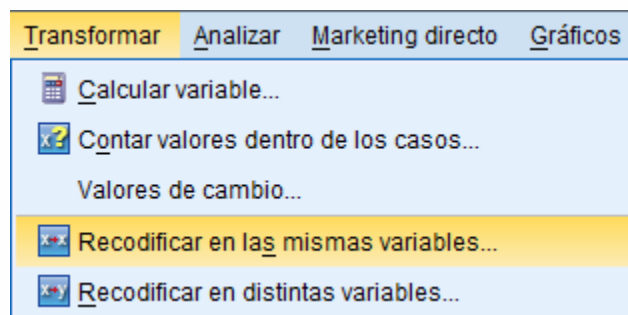 Transformar Analizar Marketing directo Gráficos
Calcular variable...
Contar valores dentro de los casos...
Valores de cambio...
Recodificar en las mismas variables...
Recodificar en distintas variables...